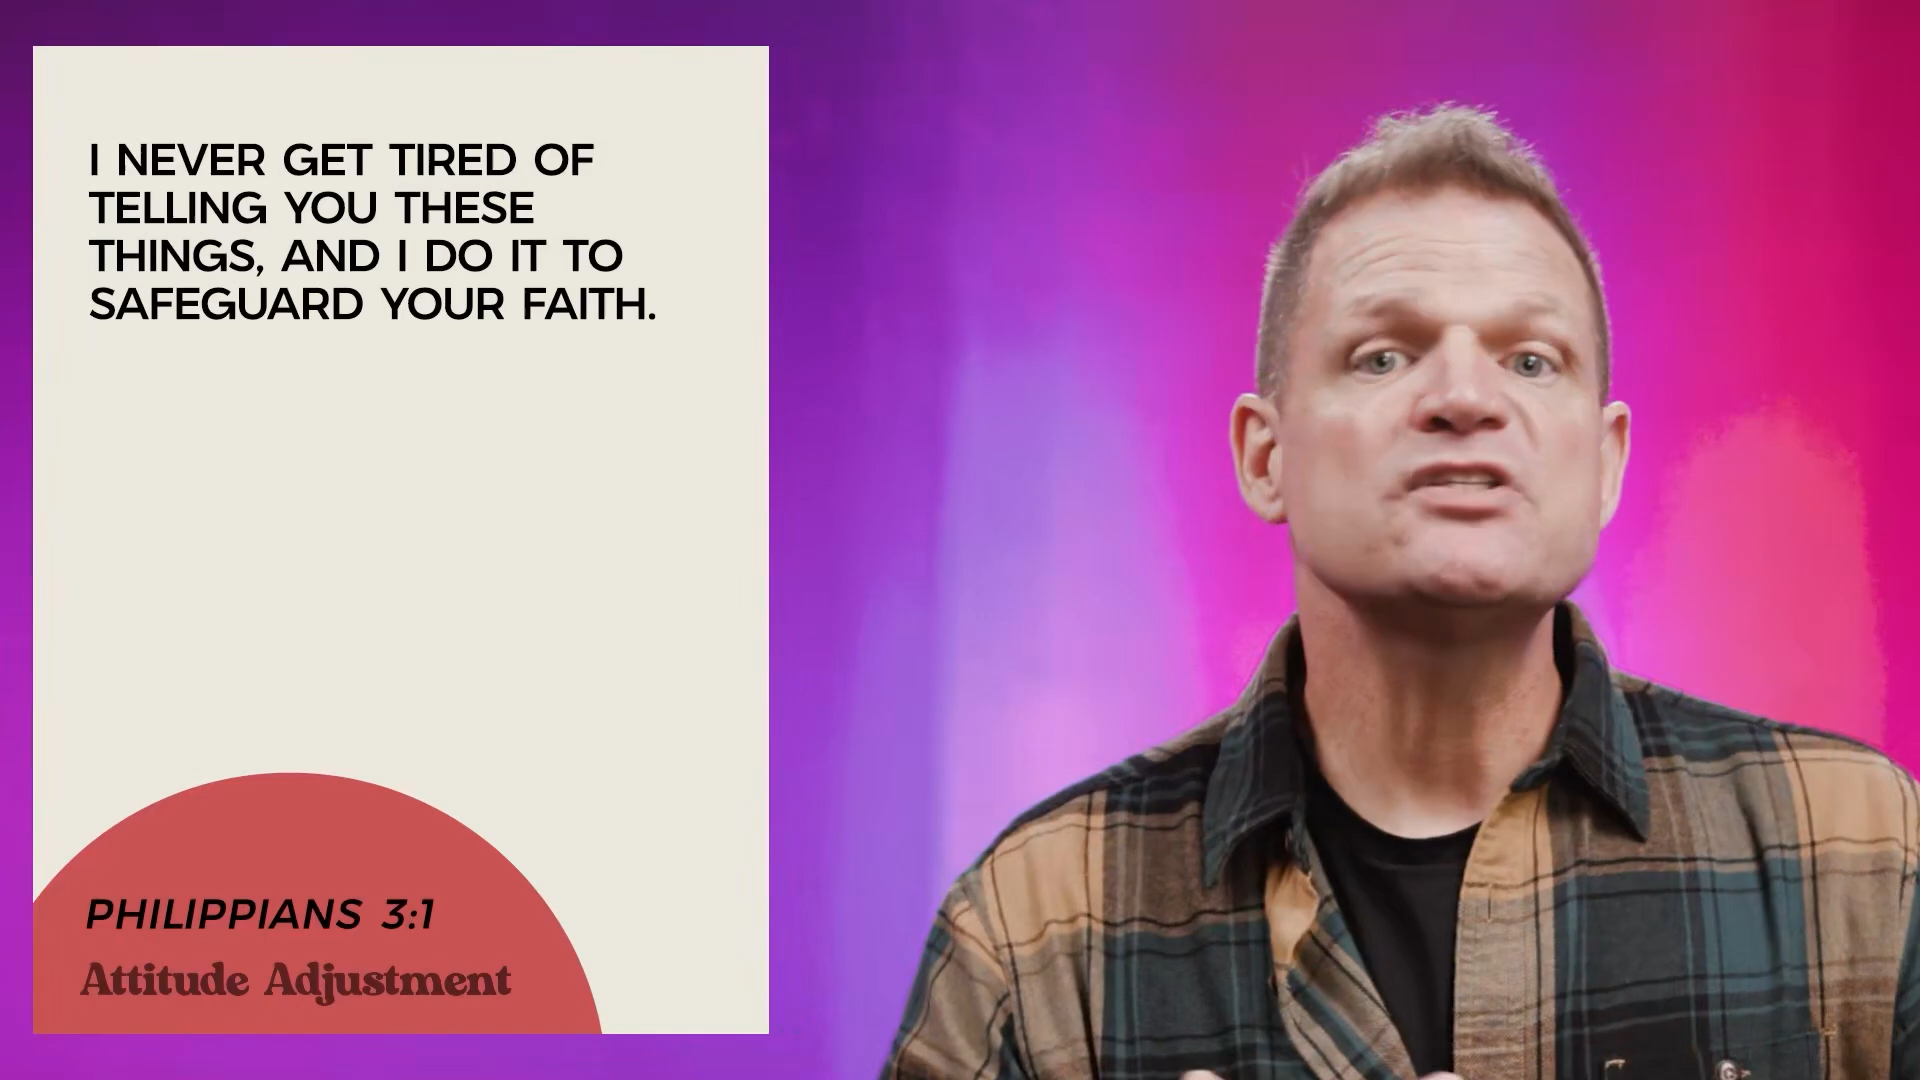 I NEVER GET TIRED OF
TELLING YOU THESE
THINGS, AND I DO IT TO
SAFEGUARD YOUR FAITH.
PHILIPPIANS 3:1
Attitude Adjustment